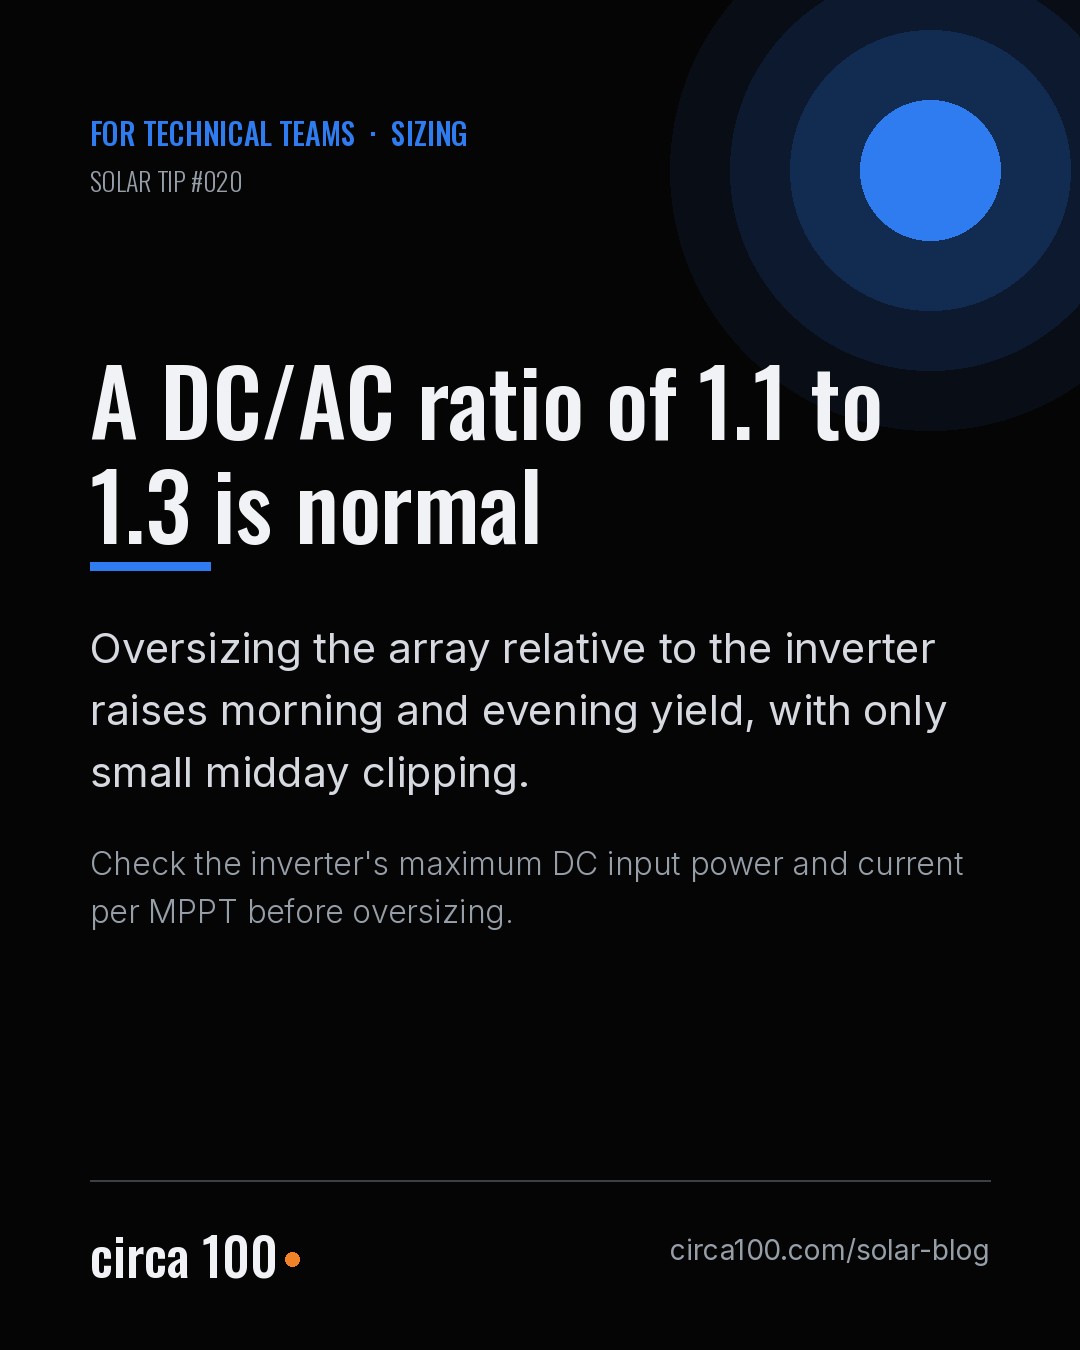 FOR TECHNICAL TEAMS · SIZING
SOLAR TIP #020
A DC/AC ratio of 1.1 to
1.3 is normal
Oversizing the array relative to the inverter
raises morning and evening yield, with only
small midday clipping.
Check the inverter's maximum DC input power and current
per MPPT before oversizing.
circa 100
circa100.com/solar-blog